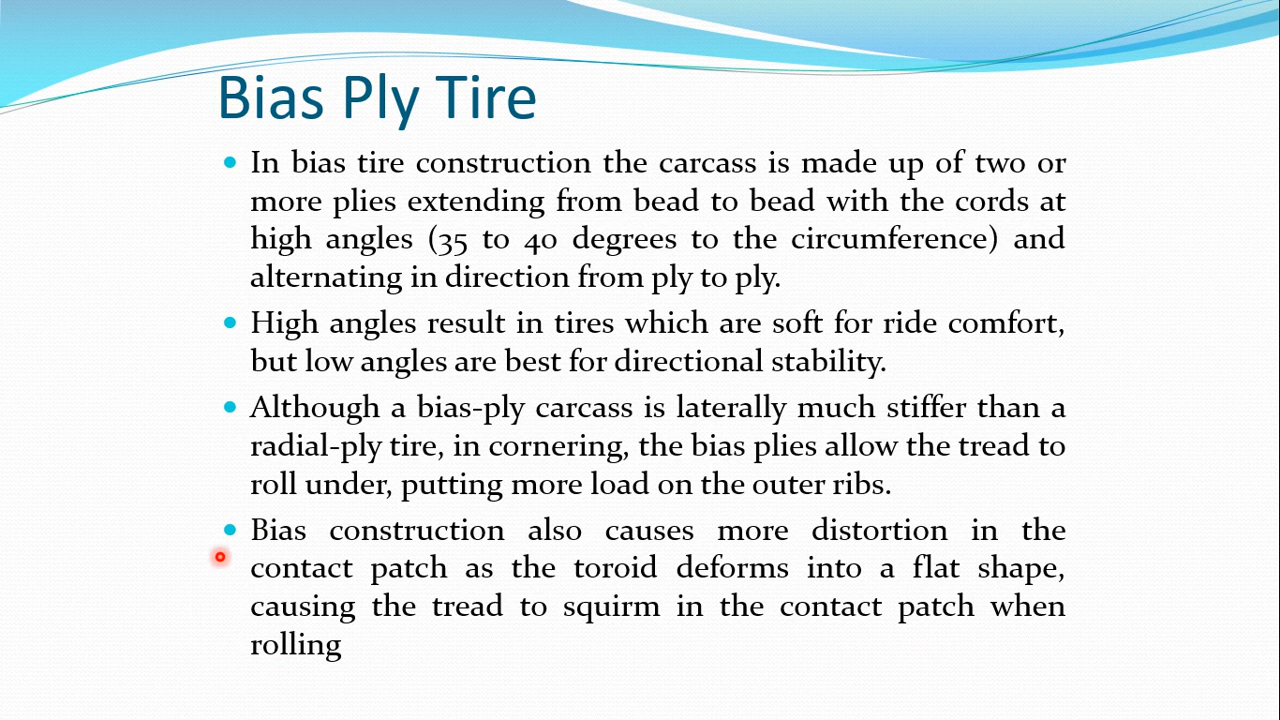 Bias Ply Tire
• In bias tire construction the carcass is made up of two or
more plies extending from bead to bead with the cords at
high angles (35 to 40 degrees to the circumference) and
alternating in direction from ply to ply.
• High angles result in tires which are soft for ride comfort,
but low angles are best for directional stability.
• Although a bias-ply carcass is laterally much stiffer than a
radial-ply tire, in cornering, the bias plies allow the tread to
roll under, putting more load on the outer ribs.
• Bias construction also causes more distortion in the
contact patch as the toroid deforms into a flat shape,
causing the tread to squirm in the contact patch when
rolling